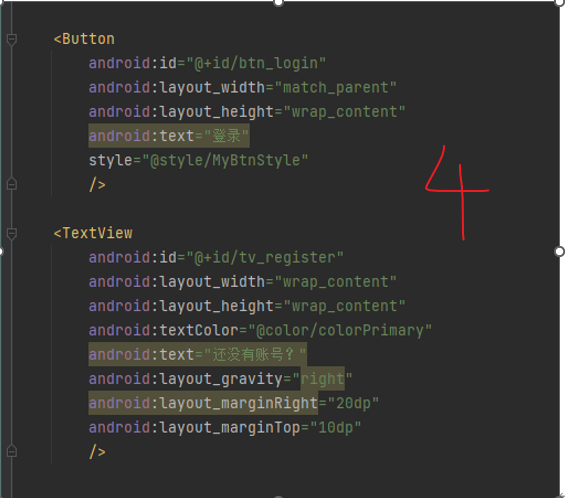 <Button
android:id="@+id/btn_login"
android:layout_width="match_parent"
android:layout_height="wrap_content"
android:text="登录"
style="@style/MyBtnStyle"
/>
4
<TextView
android:id="@+id/tv_register"
android:layout_width="wrap_content"
android:layout_height="wrap_content"
android:textColor="@color/colorPrimary"
android:text="还没有账号？"
android:layout_gravity="right"
android:layout_marginRight="20dp"
android:layout_marginTop="10dp"
/>